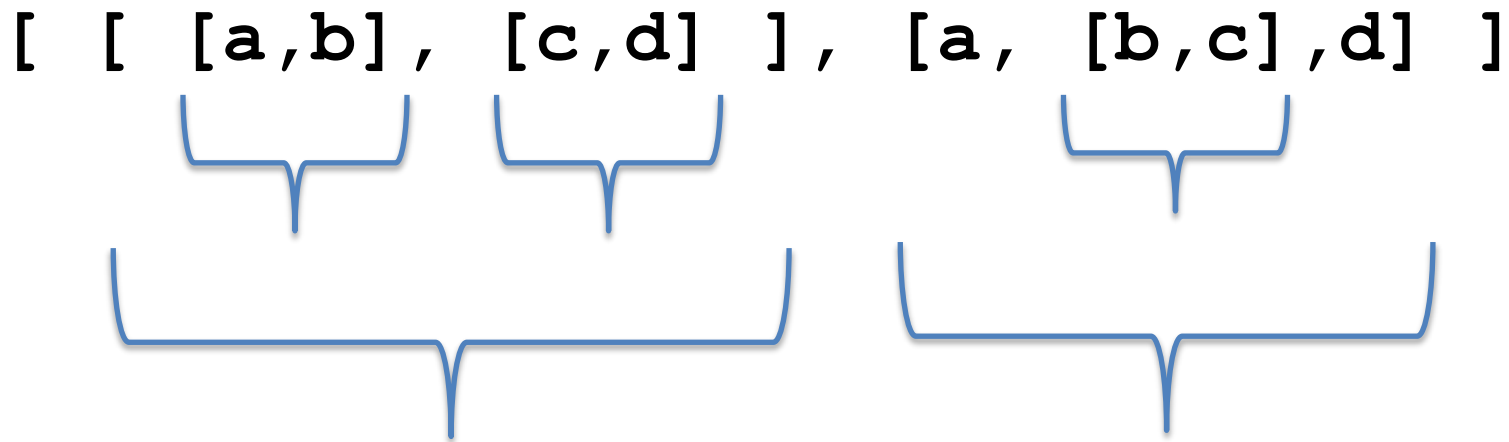 [ [ [a,b], [c,d] ], [a, [b,c],d] ]